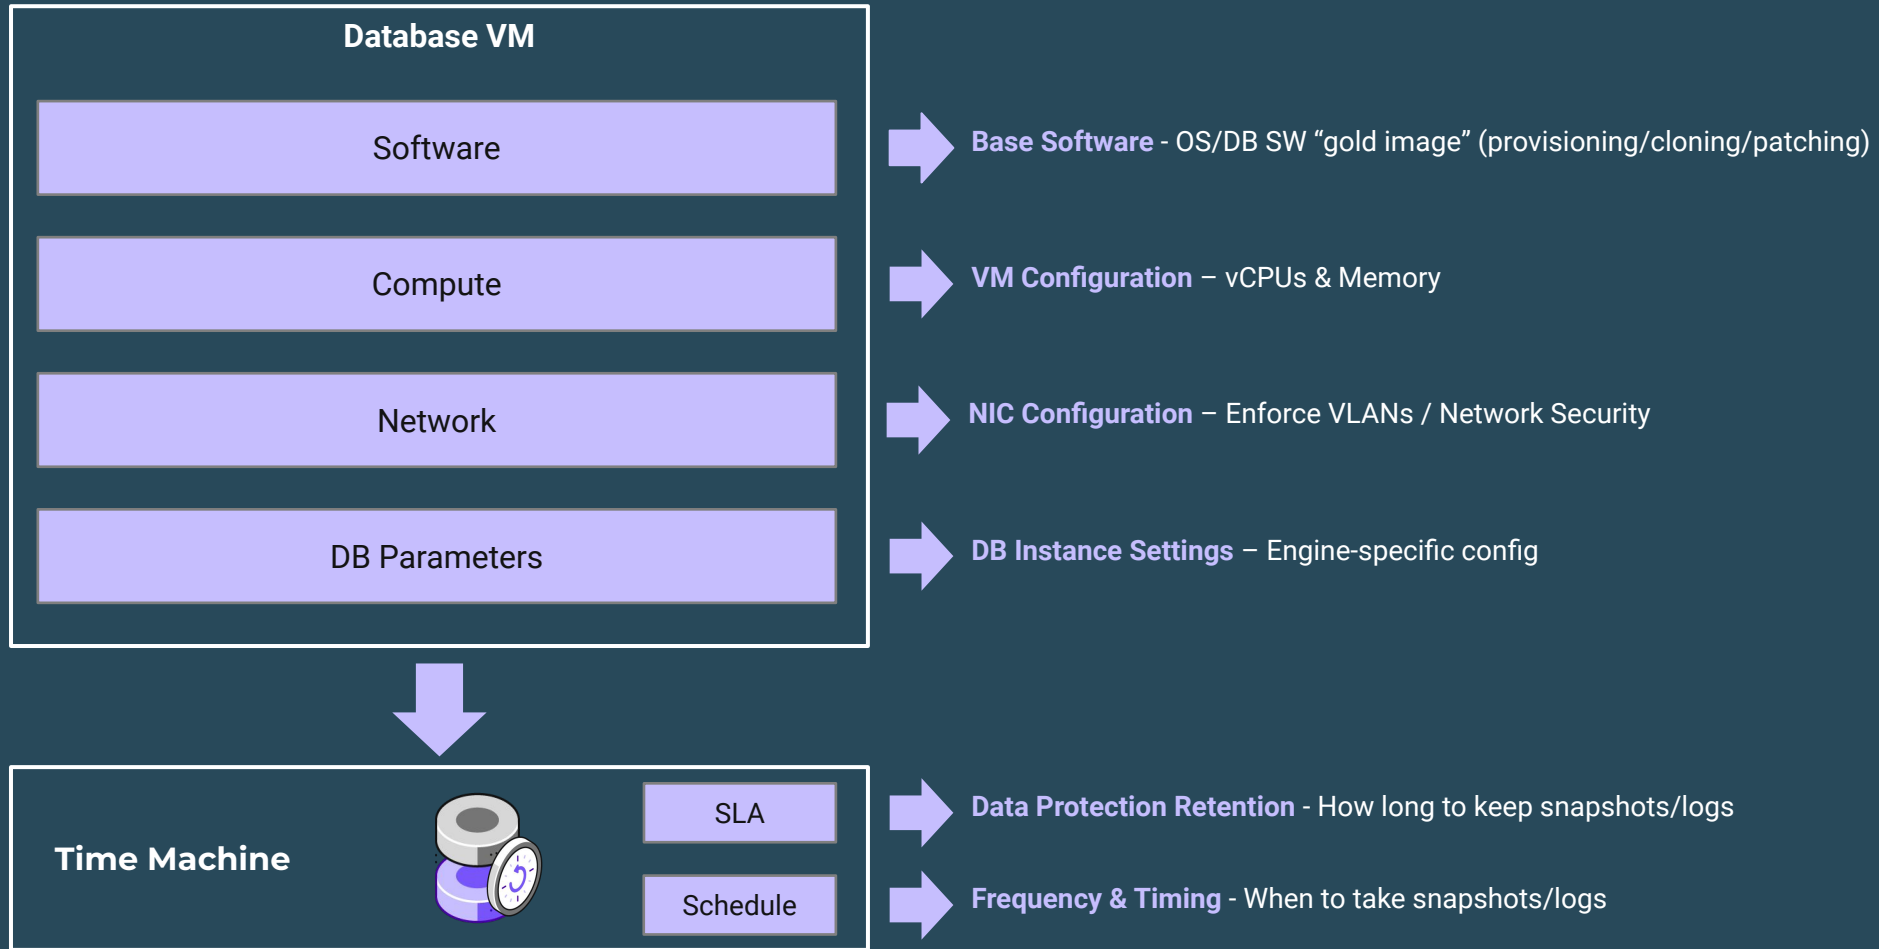 Database VM
Software
Base Software - OS/DB SW “gold image” (provisioning/cloning/patching)
Compute
VM Configuration – vCPUs & Memory
Network
NIC Configuration – Enforce VLANs / Network Security
DB Parameters
DB Instance Settings – Engine-specific config
Time Machine
SLA
Data Protection Retention - How long to keep snapshots/logs
Schedule
Frequency & Timing - When to take snapshots/logs